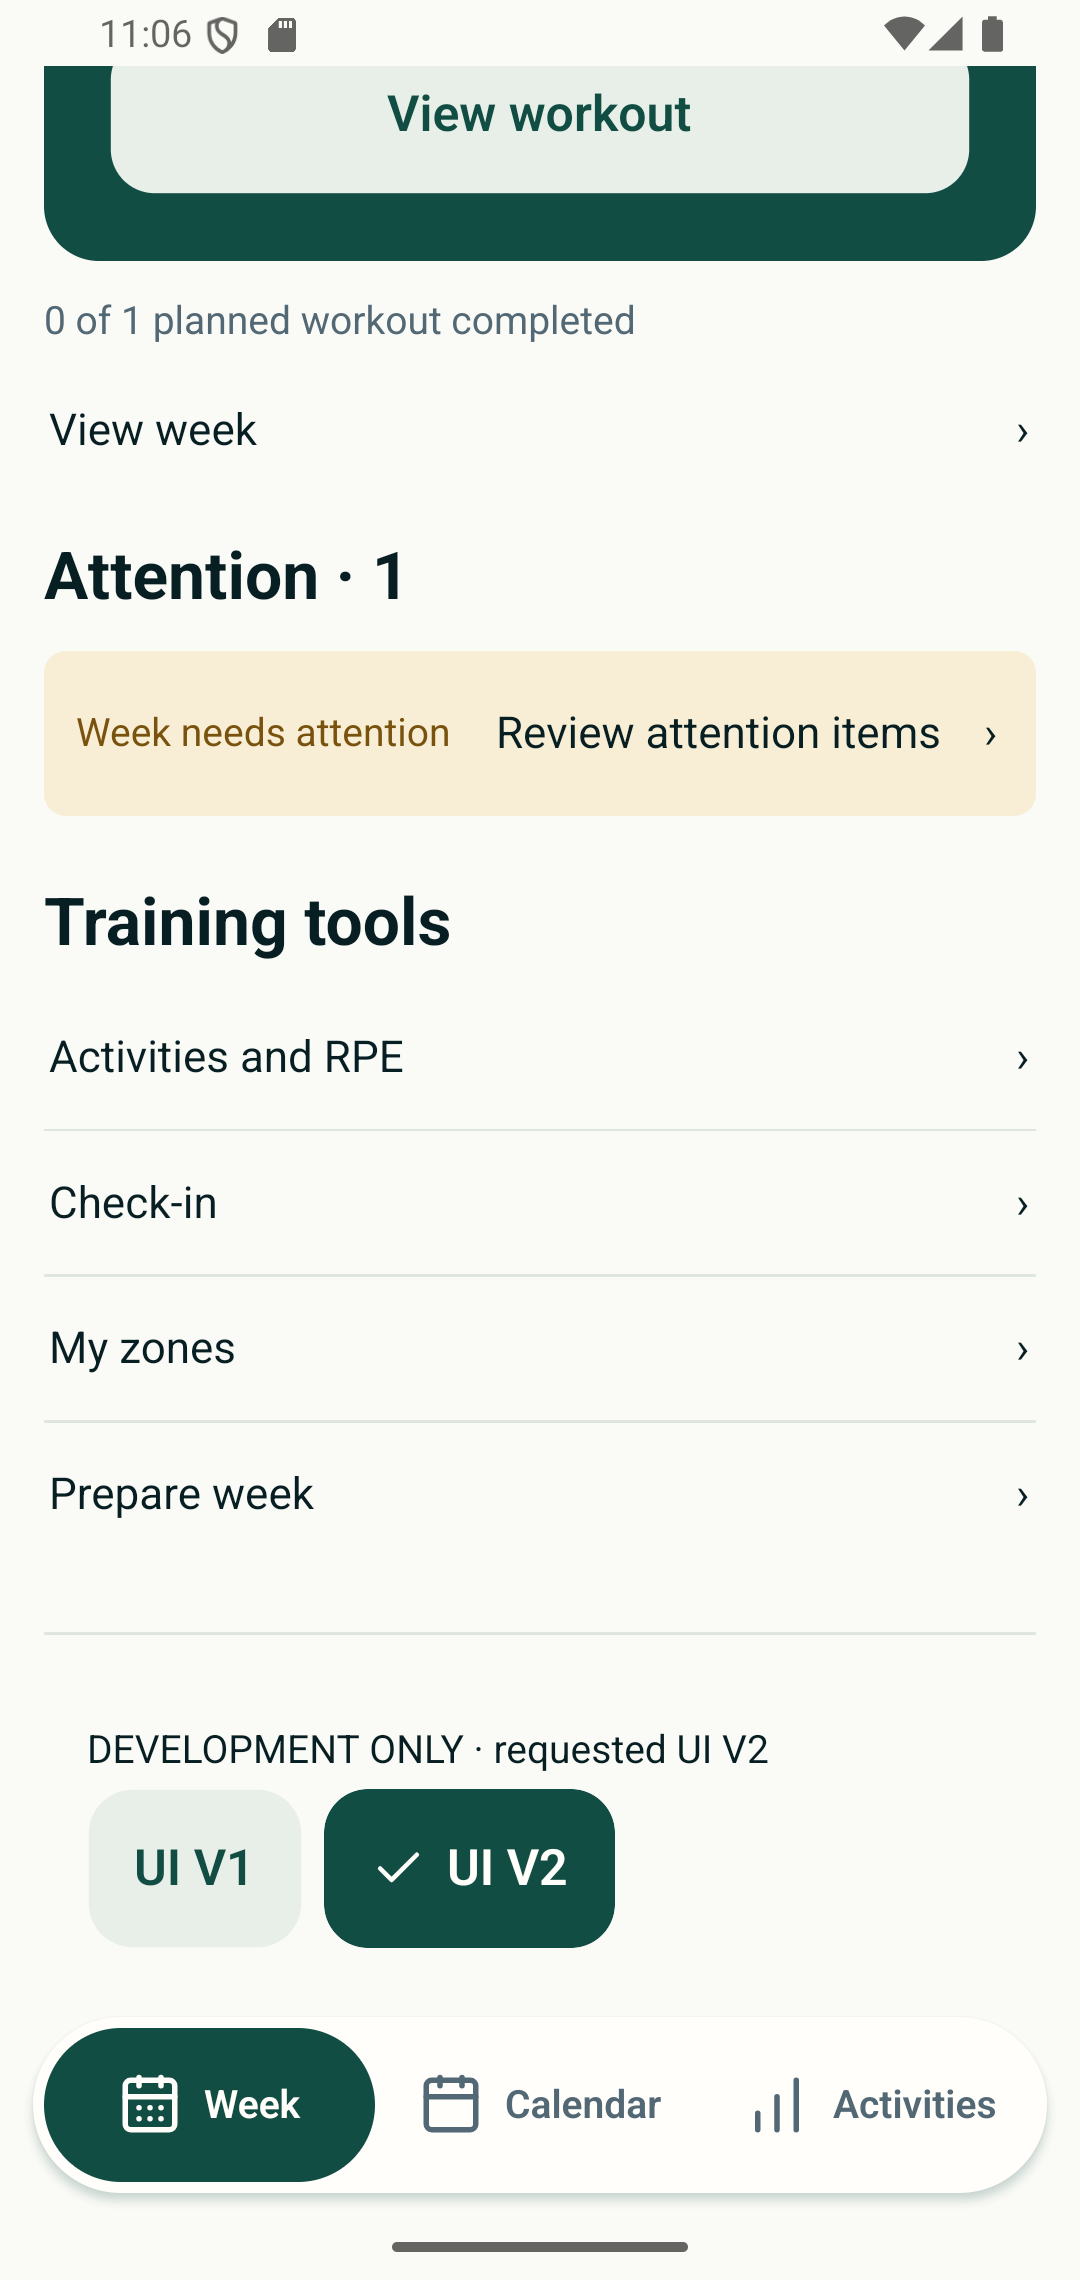 11:06
View workout
0 of 1 planned workout completed
View week ›
Attention · 1
Week needs attention Review attention items ›
Training tools
Activities and RPE ›
Check-in ›
My zones ›
Prepare week ›
DEVELOPMENT ONLY · requested UI V2
UI V1 UI V2
Week Calendar Activities